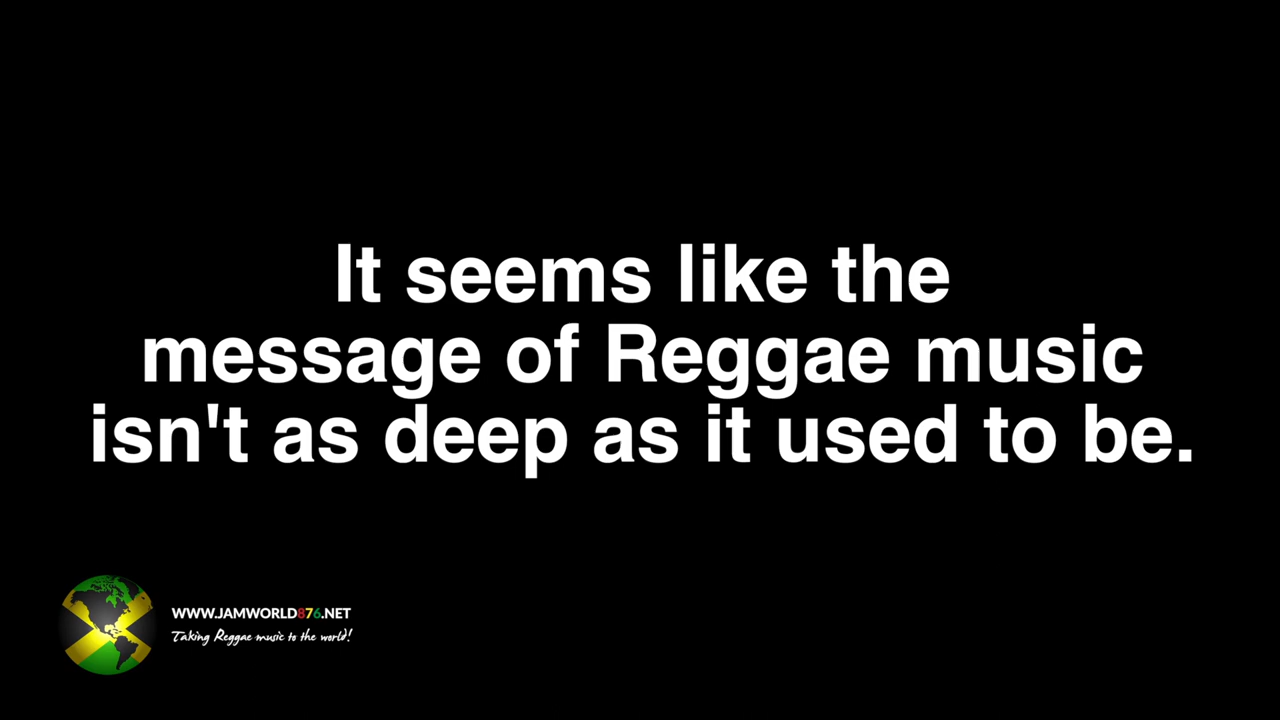 It seems like the
message of Reggae music
isn't as deep as it used to be.
WWW.JAMWORLD876.NET
Taking Reggae music to the world!